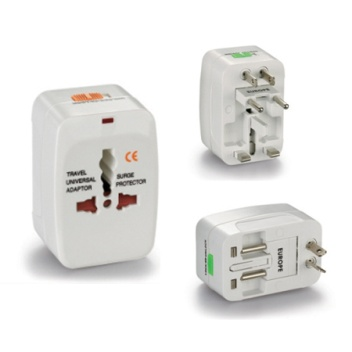 TRAVEL
UNIVERSAL
ADAPTOR
CE
SURGE
PROTECTOR
EUROPE